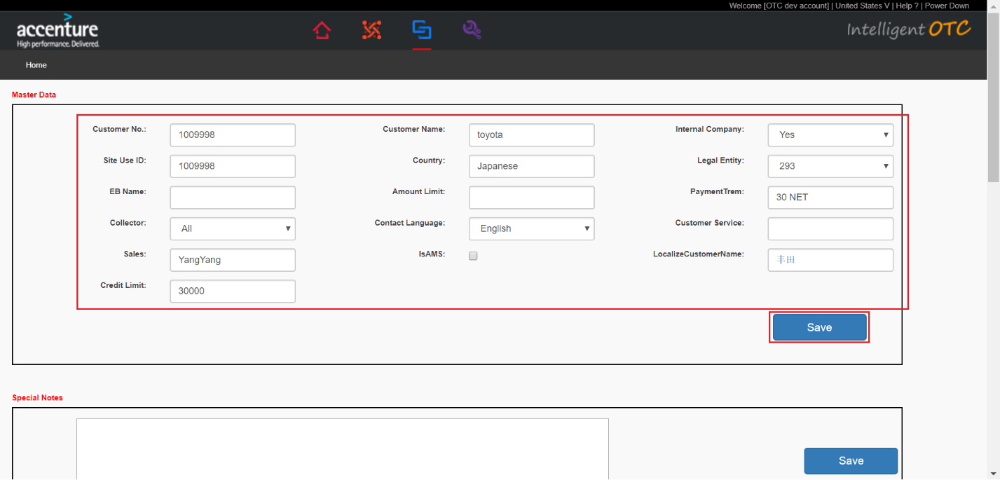 Welcome [OTC dev account] | United States V | Help ? | Power Down
accenture
High performance. Delivered.
Intelligent OTC
Home
Master Data
Customer No.: 1009998 Customer Name: toyota Internal Company: Yes
Site Use ID: 1009998 Country: Japanese Legal Entity: 293
EB Name: Amount Limit: PaymentTrem: 30 NET
Collector: All Contact Language: English Customer Service:
Sales: YangYang IsAMS: LocalizeCustomerName: 丰田
Credit Limit: 30000
Save
Special Notes
Save